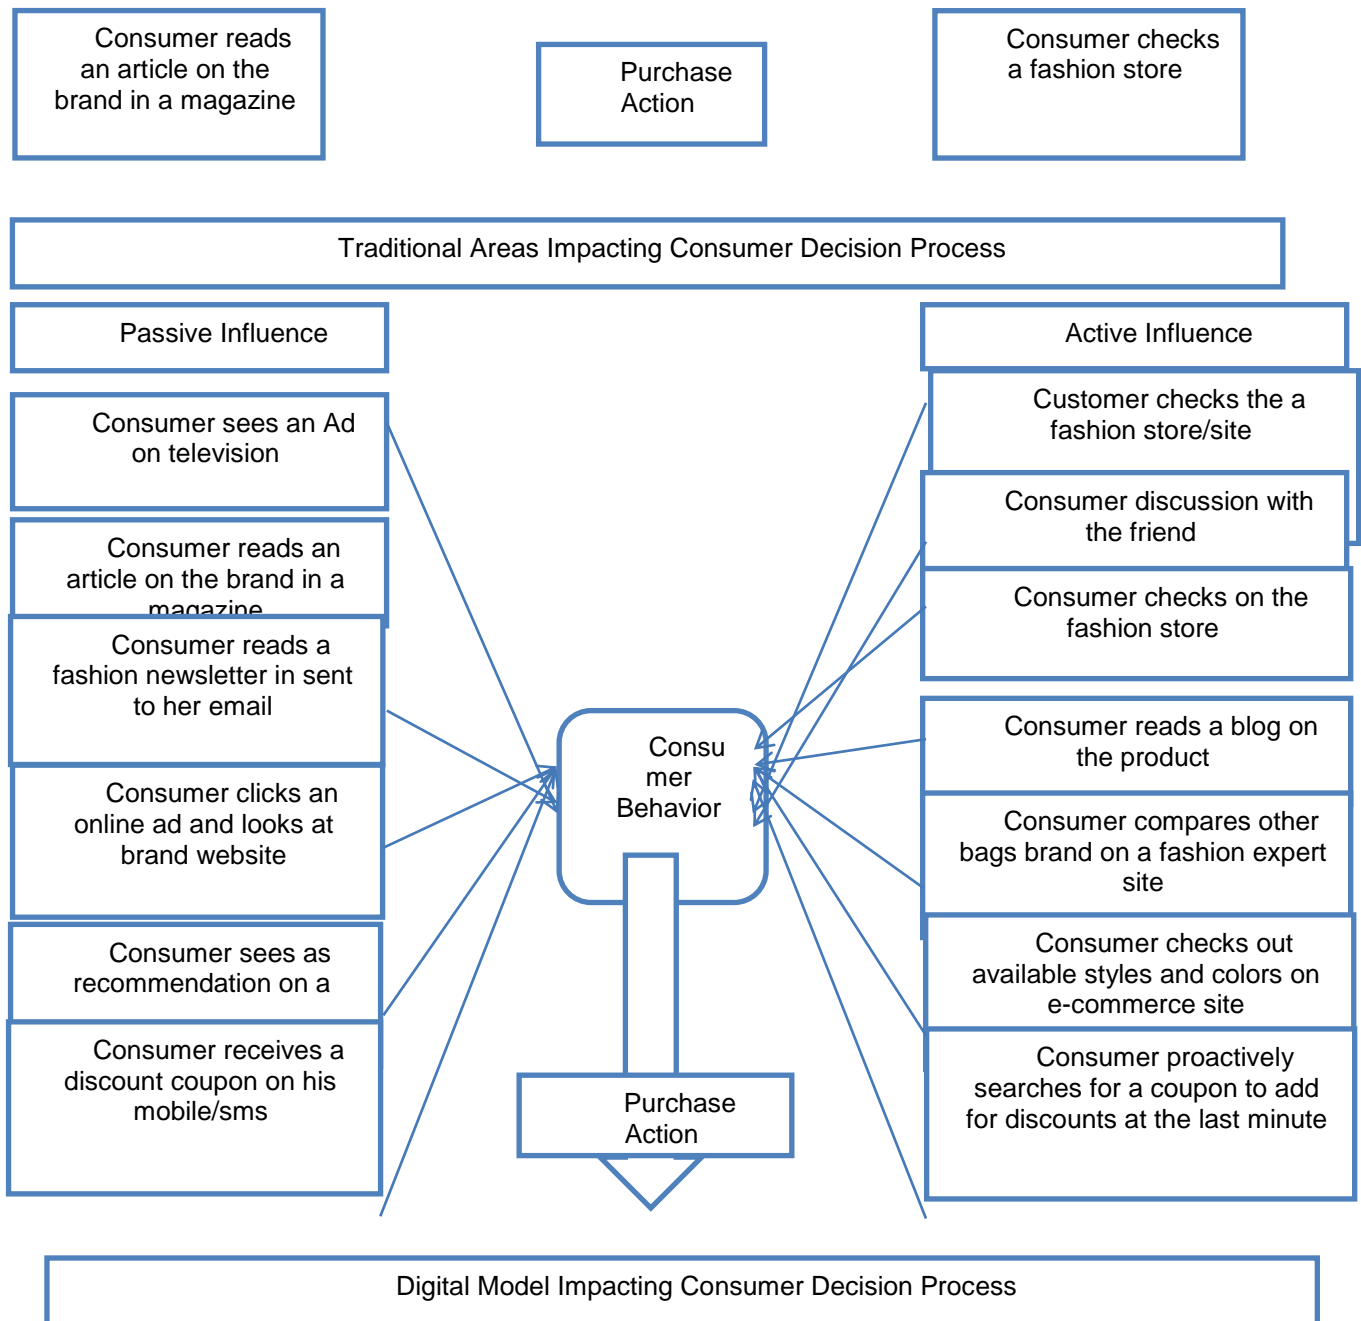 Consumer reads
an article on the
brand in a magazine
Purchase
Action
Consumer checks
a fashion store
Traditional Areas Impacting Consumer Decision Process
Passive Influence
Consumer sees an Ad
on television
Consumer reads an
article on the brand in a
magazine
Consumer reads a
fashion newsletter in sent
to her email
Consumer clicks an
online ad and looks at
brand website
Consumer sees as
recommendation on a
Consumer receives a
discount coupon on his
mobile/sms
Consu
mer
Behavior
Purchase
Action
Active Influence
Customer checks the a
fashion store/site
Consumer discussion with
the friend
Consumer checks on the
fashion store
Consumer reads a blog on
the product
Consumer compares other
bags brand on a fashion expert
site
Consumer checks out
available styles and colors on
e-commerce site
Consumer proactively
searches for a coupon to add
for discounts at the last minute
Digital Model Impacting Consumer Decision Process